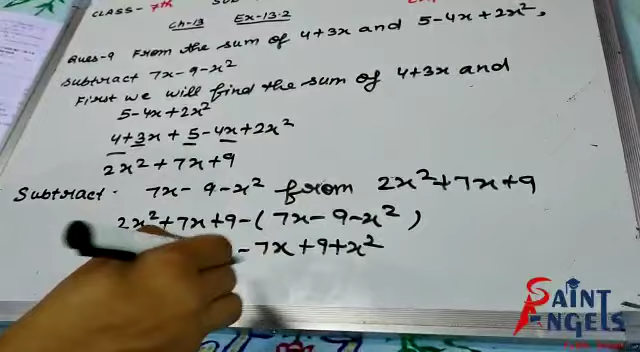 CLASS- 7th
Ch-13 Ex-13.2
Ques-9 From the sum of 4+3x and 5-4x+2x²,
subtract 7x-9-x²
First we will find the sum of 4+3x and
5-4x+2x²
4+3x+5-4x+2x²
2x²+7x+9
Subtract- 7x-9-x² from 2x²+7x+9
2x²+7x+9-(7x-9-x²)
-7x+9+x²
SAINT
ANGELS